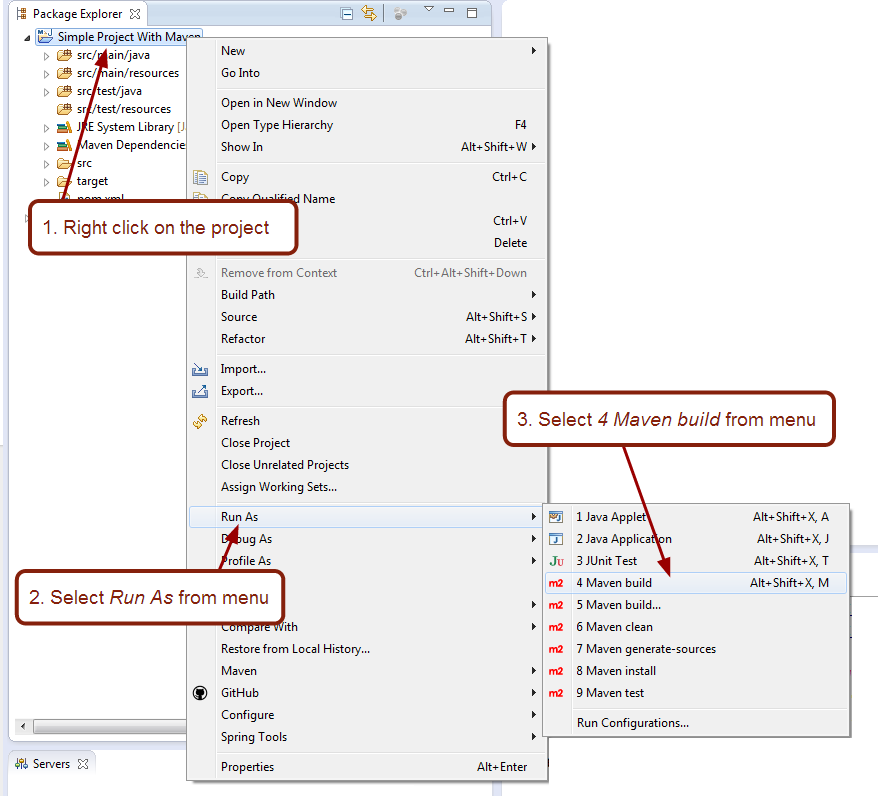 Package Explorer
Simple Project With Maven
src/main/java
src/main/resources
src/test/java
src/test/resources
JRE System Library [J
Maven Dependencie
src
target
pom.xml
1. Right click on the project
New
Go Into
Open in New Window
Open Type Hierarchy F4
Show In Alt+Shift+W
Copy Ctrl+C
Copy Qualified Name
Ctrl+V
Delete
Remove from Context Ctrl+Alt+Shift+Down
Build Path
Source Alt+Shift+S
Refactor Alt+Shift+T
Import...
Export...
Refresh
Close Project
Close Unrelated Projects
Assign Working Sets...
Run As
Debug As
Profile As
2. Select Run As from menu
Compare With
Restore from Local History...
Maven
GitHub
Configure
Spring Tools
Properties Alt+Enter
3. Select 4 Maven build from menu
1 Java Applet Alt+Shift+X, A
2 Java Application Alt+Shift+X, J
Ju 3 JUnit Test Alt+Shift+X, T
m2 4 Maven build Alt+Shift+X, M
m2 5 Maven build...
m2 6 Maven clean
m2 7 Maven generate-sources
m2 8 Maven install
m2 9 Maven test
Run Configurations...
Servers